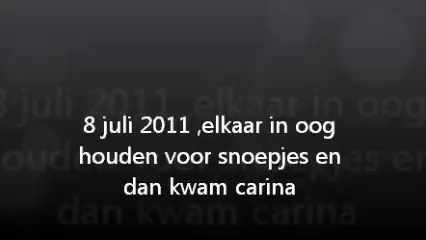 8 juli 2011 ,elkaar in oog
houden voor snoepjes en
dan kwam carina